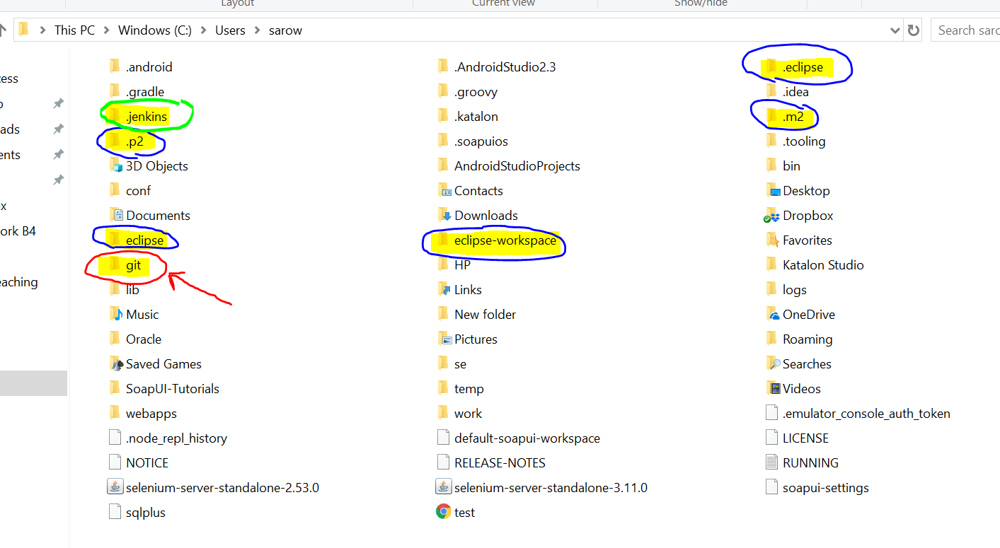 Layout Current view Show/hide
This PC Windows (C:) Users sarow Search sarc
.android .AndroidStudio2.3 .eclipse
cess
.gradle .groovy .idea
.jenkins .katalon .m2
ads
.p2 .soapuios .tooling
ents
3D Objects AndroidStudioProjects bin
conf Contacts Desktop
x
Documents Downloads Dropbox
ork B4
eclipse eclipse-workspace Favorites
git HP Katalon Studio
eaching
lib Links logs
Music New folder OneDrive
Oracle Pictures Roaming
Saved Games se Searches
SoapUI-Tutorials temp Videos
webapps work .emulator_console_auth_token
.node_repl_history default-soapui-workspace LICENSE
NOTICE RELEASE-NOTES RUNNING
selenium-server-standalone-2.53.0 selenium-server-standalone-3.11.0 soapui-settings
sqlplus test